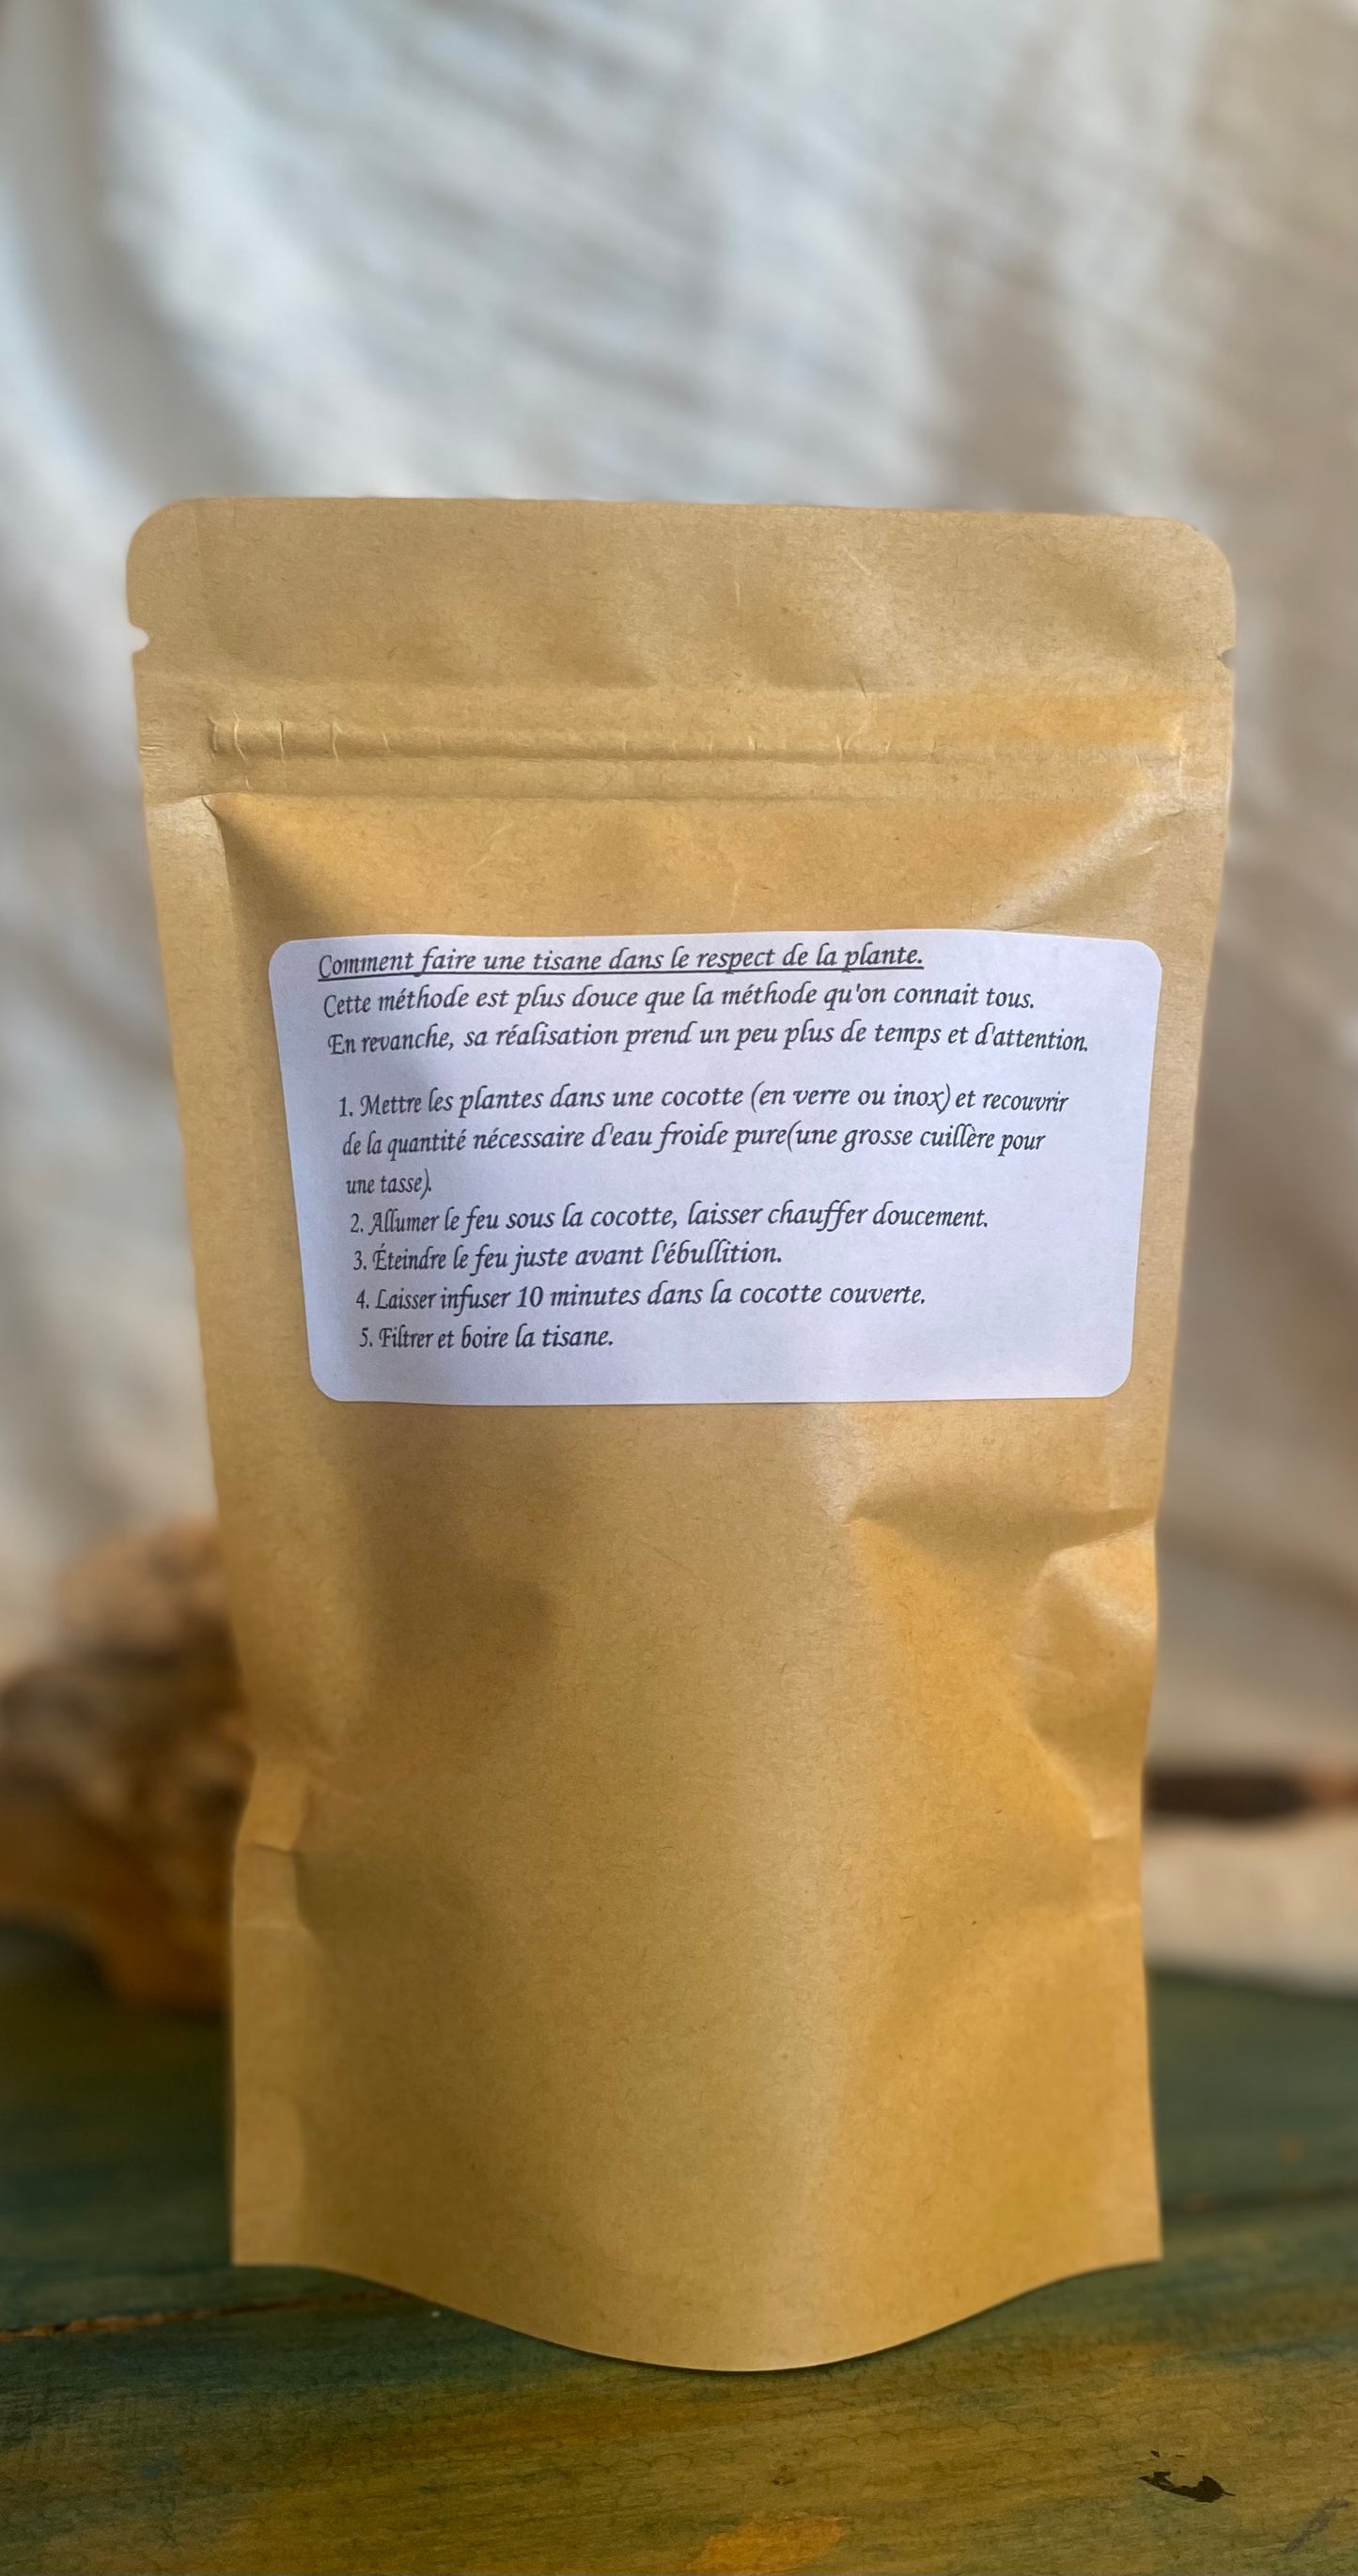 Comment faire une tisane dans le respect de la plante.
Cette méthode est plus douce que la méthode qu'on connait tous.
En revanche, sa réalisation prend un peu plus de temps et d'attention.
1. Mettre les plantes dans une cocotte (en verre ou inox) et recouvrir
de la quantité nécessaire d'eau froide pure(une grosse cuillère pour
une tasse).
2. Allumer le feu sous la cocotte, laisser chauffer doucement.
3. Éteindre le feu juste avant l'ébullition.
4. Laisser infuser 10 minutes dans la cocotte couverte.
5. Filtrer et boire la tisane.